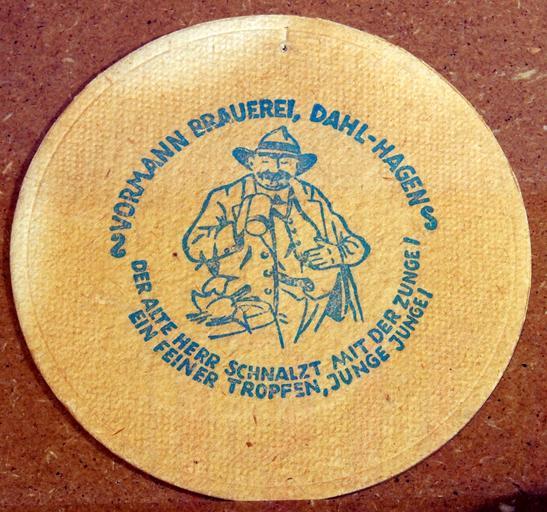 VORMANN BRAUEREI, DAHL-HAGEN
DER ALTE HERR SCHNALZT MIT DER ZUNGE!
EIN FEINER TROPFEN, JUNGE JUNGE!